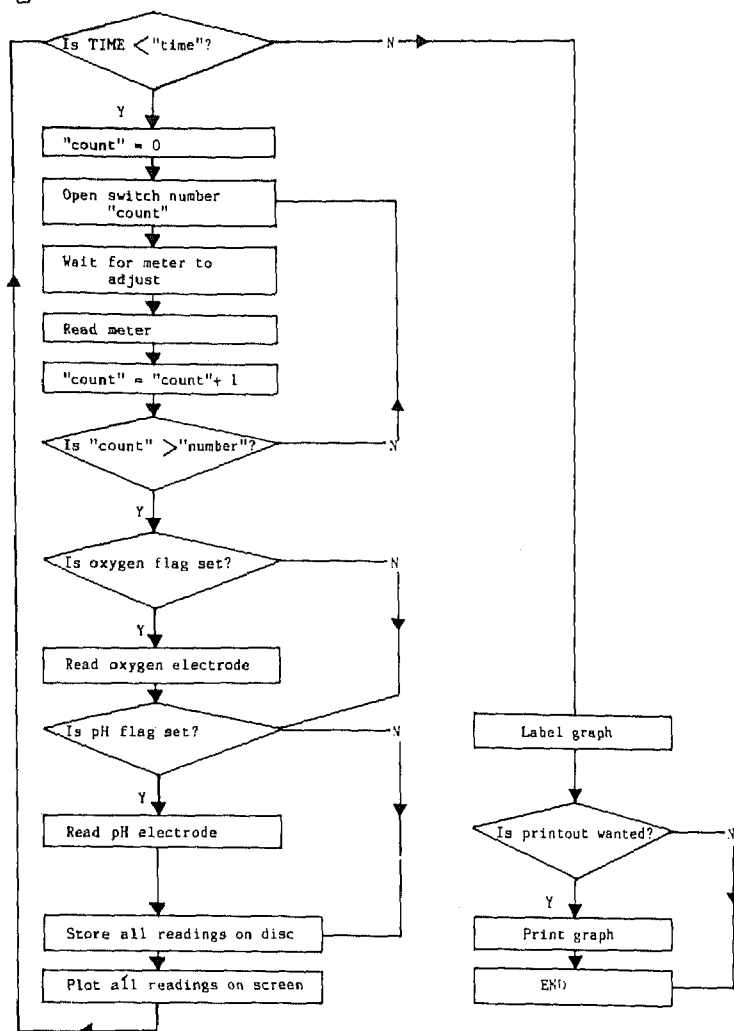 Is TIME < "time"?
N
Y
"count" = 0
Open switch number
"count"
Wait for meter to
adjust
Read meter
"count" = "count"+ 1
Is "count" > "number"?
N
Y
Is oxygen flag set?
N
Y
Read oxygen electrode
Is pH flag set?
N
Y
Read pH electrode
Store all readings on disc
Plot all readings on screen
Label graph
Is printout wanted?
N
Y
Print graph
END